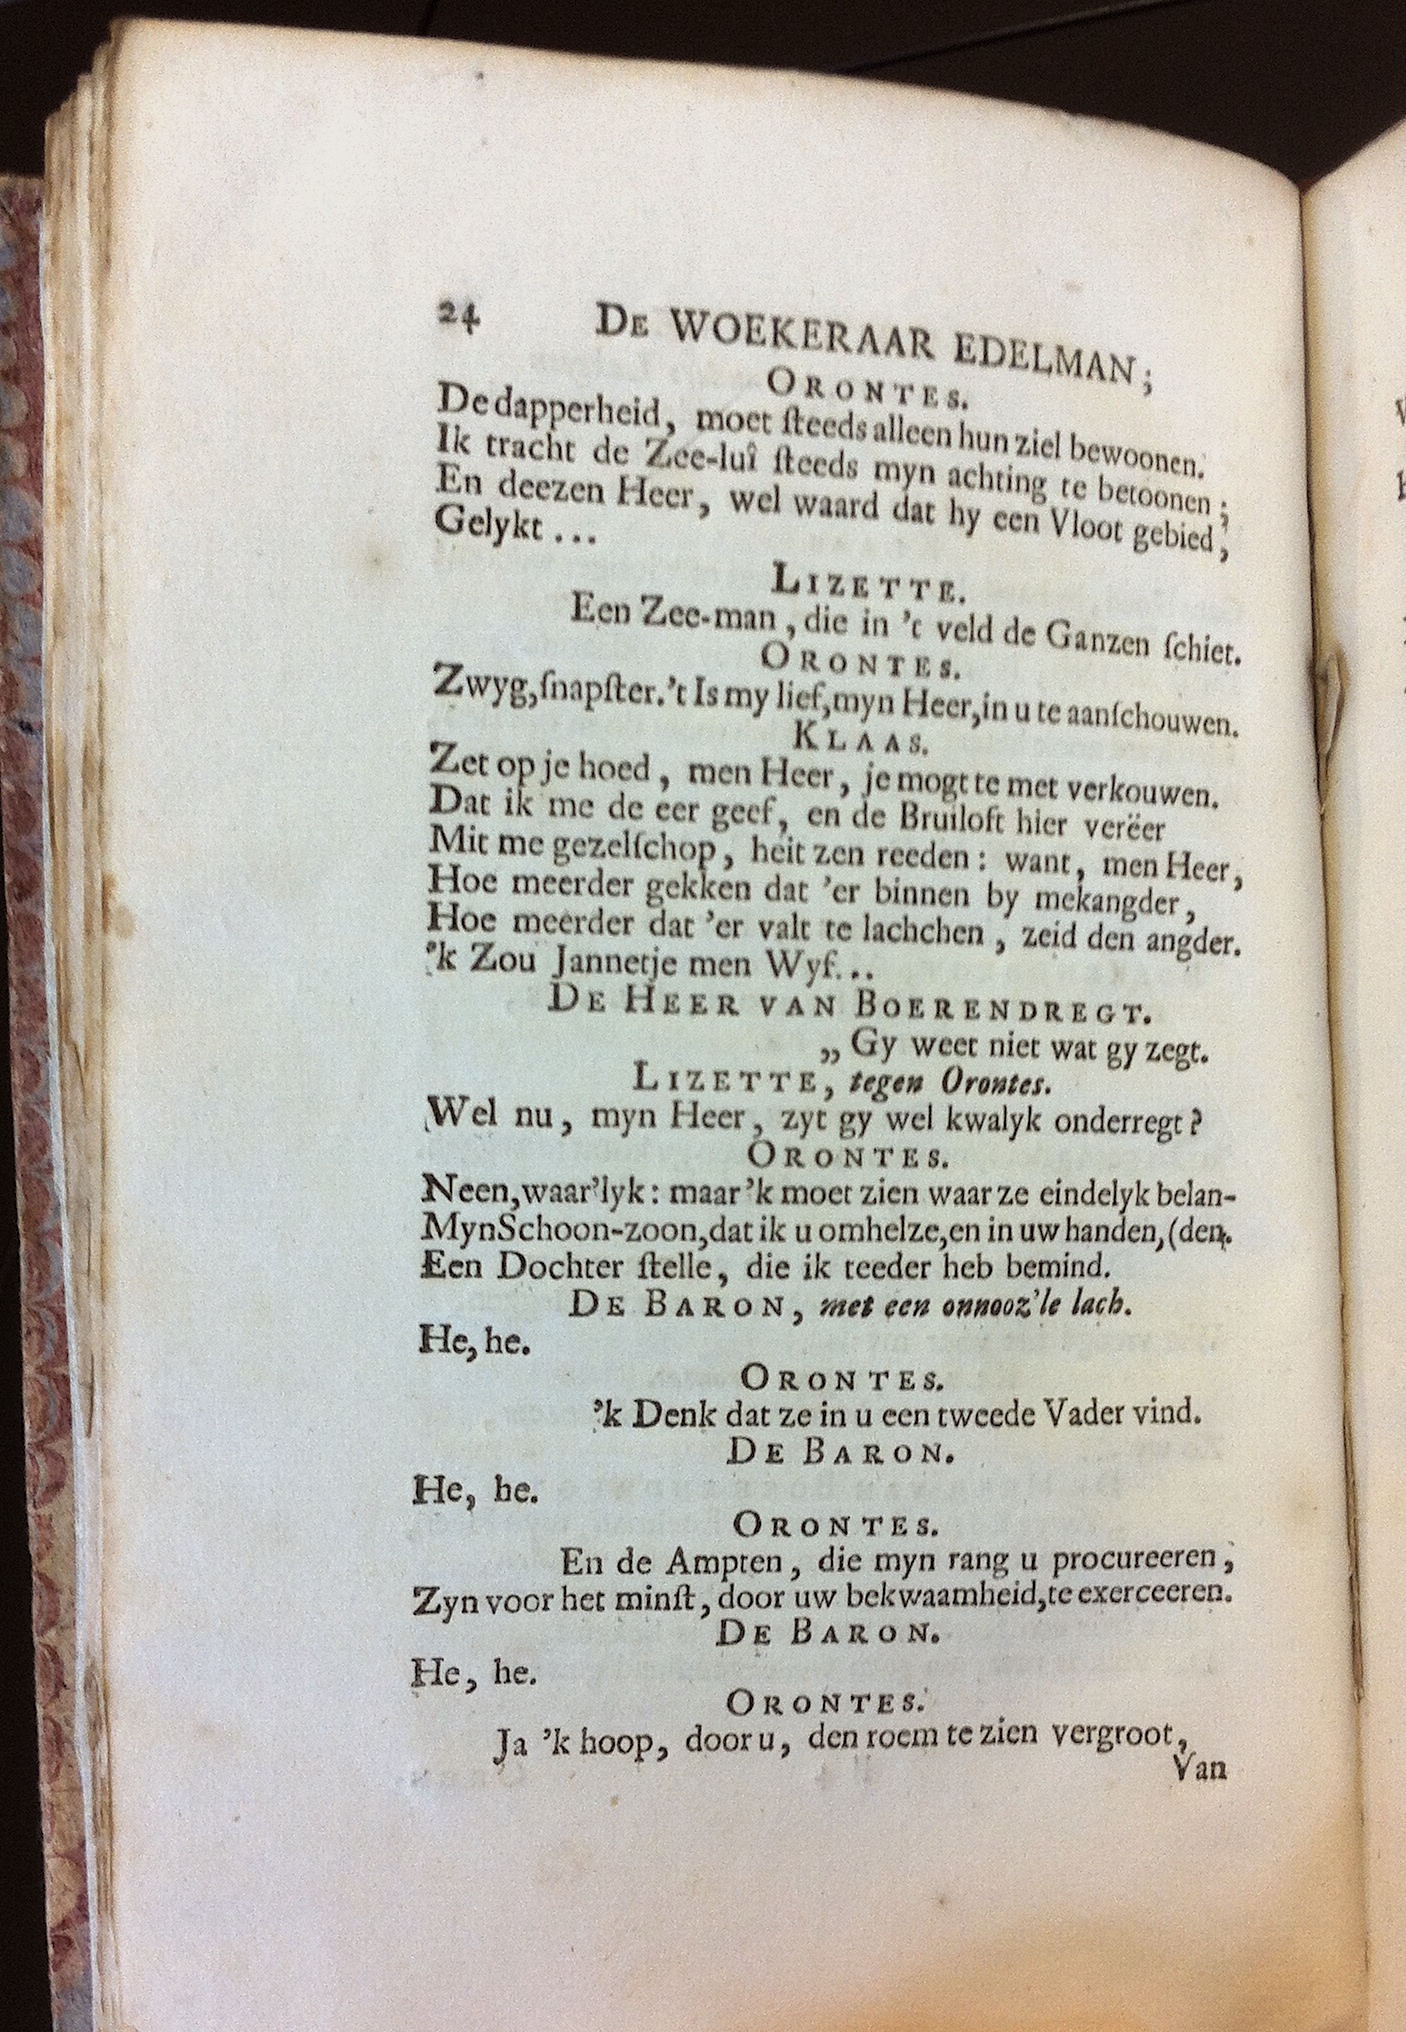 24 DE WOEKERAAR EDELMAN;
ORONTES.
De dapperheid, moet ſteeds alleen hun ziel bewoonen.
Ik tracht de Zee-luî ſteeds myn achting te betoonen;
En deezen Heer, wel waard dat hy een Vloot gebied,
Gelykt...
LIZETTE.
Een Zee-man, die in 't veld de Ganzen ſchiet.
ORONTES.
Zwyg, ſnapſter. 't Is my lief, myn Heer, in u te aanſchouwen.
KLAAS.
Zet op je hoed, men Heer, je mogt te met verkouwen.
Dat ik me de eer geef, en de Bruiloft hier verëer
Mit me gezelſchop, heit zen reeden: want, men Heer,
Hoe meerder gekken dat 'er binnen by mekangder,
Hoe meerder dat 'er valt te lachchen, zeid den angder.
'k Zou Jannetje men Wyf...
DE HEER VAN BOERENDREGT.
„ Gy weet niet wat gy zegt.
LIZETTE, tegen Orontes.
Wel nu, myn Heer, zyt gy wel kwalyk onderregt?
ORONTES.
Neen, waar'lyk: maar 'k moet zien waar ze eindelyk belan-
Myn Schoon-zoon, dat ik u omhelze, en in uw handen, (den.
Een Dochter ſtelle, die ik teeder heb bemind.
DE BARON, met een onnooz'le lach.
He, he.
ORONTES.
'k Denk dat ze in u een tweede Vader vind.
DE BARON.
He, he.
ORONTES.
En de Ampten, die myn rang u procureeren,
Zyn voor het minſt, door uw bekwaamheid, te exerceeren.
DE BARON.
He, he.
ORONTES.
Ja 'k hoop, door u, den roem te zien vergroot,
Van